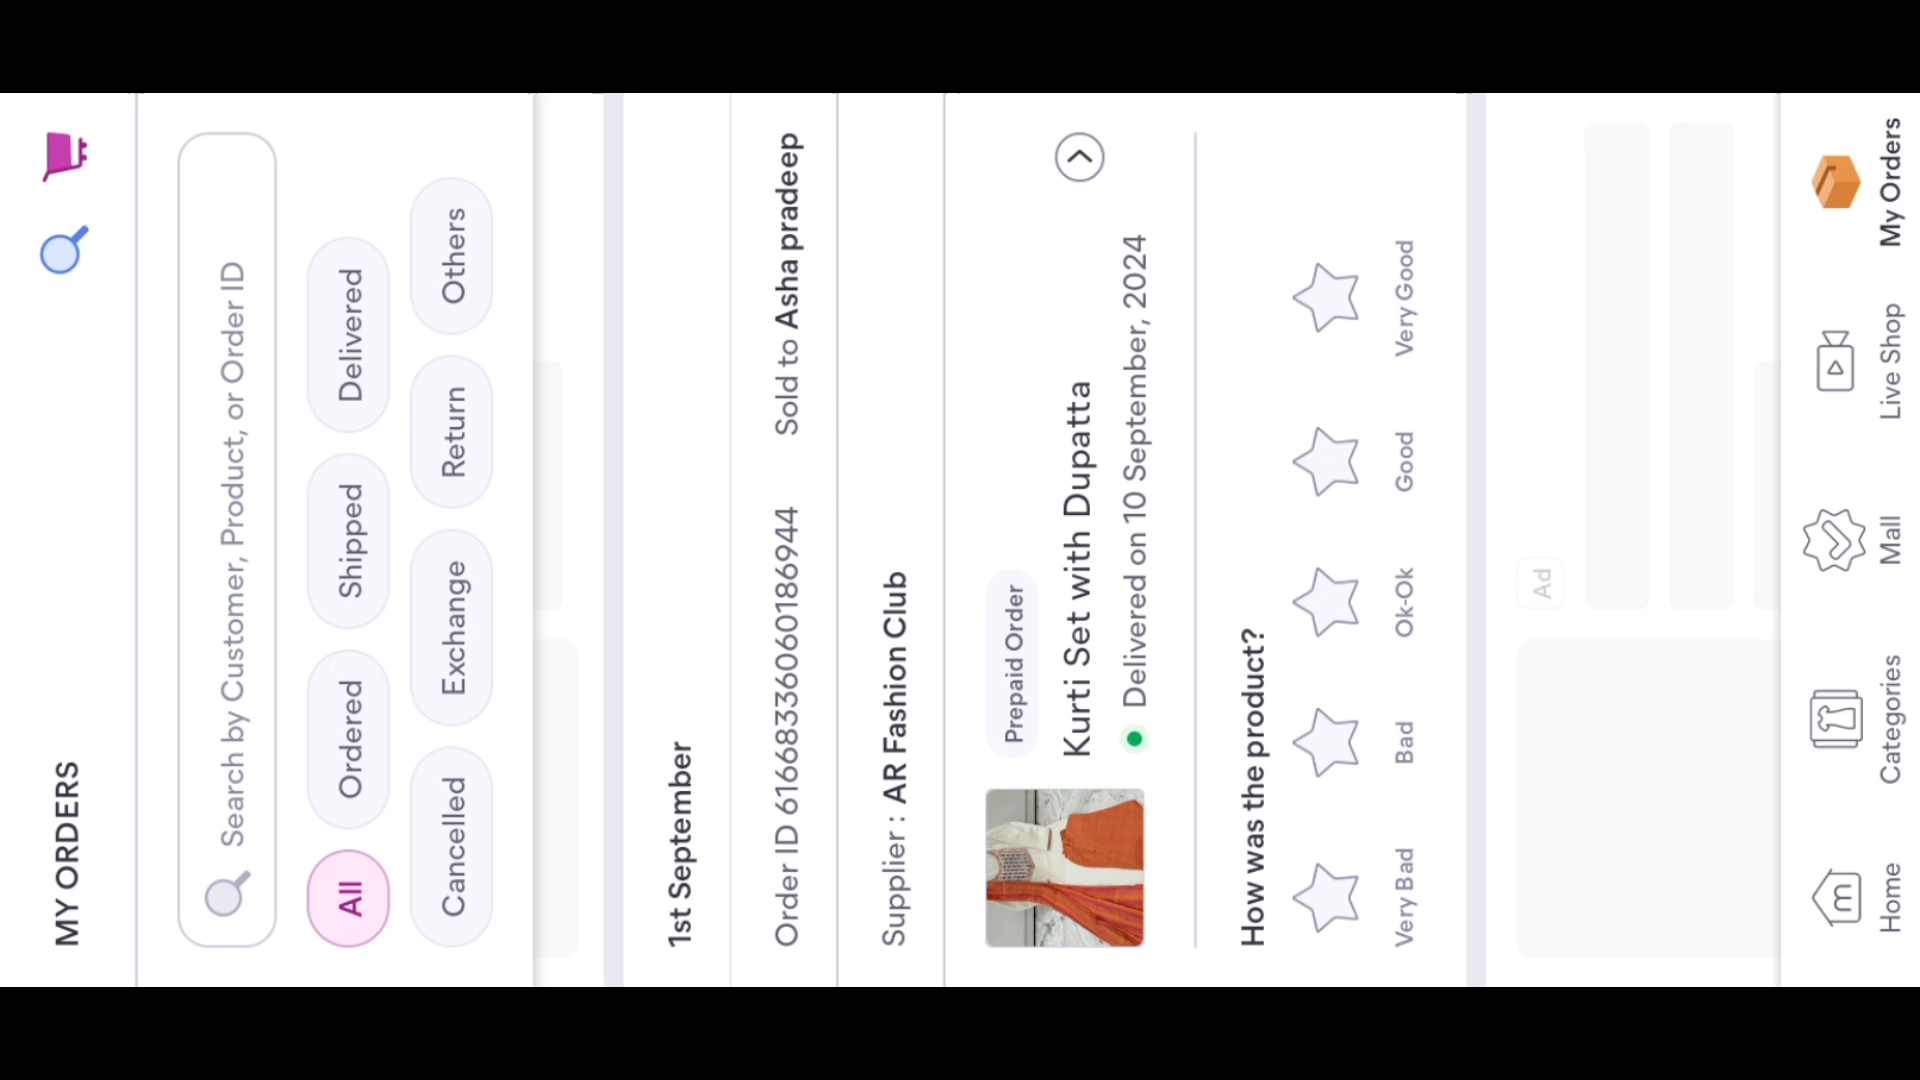 MY ORDERS
Search by Customer, Product, or Order ID
All
Ordered
Shipped
Delivered
Cancelled
Exchange
Return
Others
1st September
Order ID 61668336060186944
Sold to Asha pradeep
Supplier : AR Fashion Club
Prepaid Order
Kurti Set with Dupatta
Delivered on 10 September, 2024
How was the product?
Very Bad
Bad
Ok-Ok
Good
Very Good
Ad
Home
Categories
Mall
Live Shop
My Orders